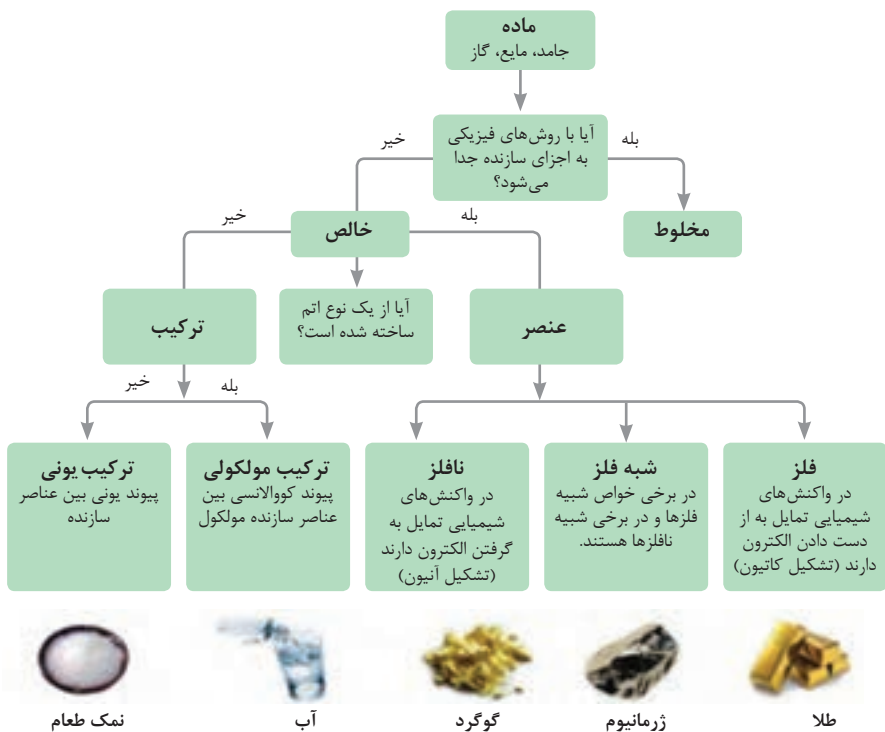 ماده
جامد، مایع، گاز
آیا با روش‌های فیزیکی
به اجزای سازنده جدا
می‌شود؟
بله
خیر
مخلوط
خالص
بله
خیر
آیا از یک نوع اتم
ساخته شده است؟
عنصر
ترکیب
بله
خیر
فلز
در واکنش‌های
شیمیایی تمایل به از
دست دادن الکترون
دارند (تشکیل کاتیون)
شبه فلز
در برخی خواص شبیه
فلزها و در برخی شبیه
نافلزها هستند.
نافلز
در واکنش‌های
شیمیایی تمایل به
گرفتن الکترون دارند
(تشکیل آنیون)
ترکیب مولکولی
پیوند کووالانسی بین
عناصر سازنده مولکول
ترکیب یونی
پیوند یونی بین عناصر
سازنده
طلا
ژرمانیوم
گوگرد
آب
نمک طعام